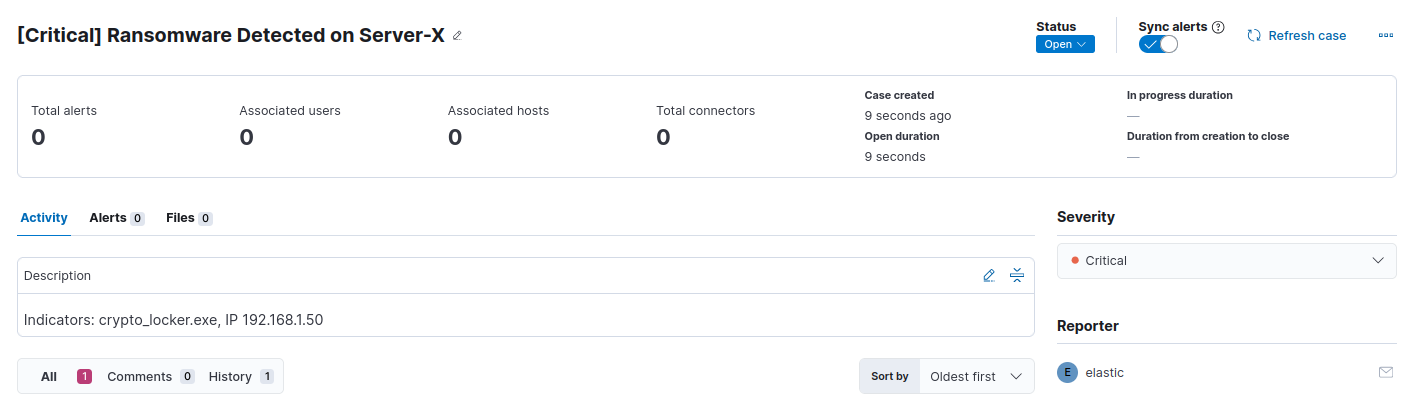 [Critical] Ransomware Detected on Server-X
Status
Open
Sync alerts
Refresh case
Total alerts
0
Associated users
0
Associated hosts
0
Total connectors
0
Case created
9 seconds ago
Open duration
9 seconds
In progress duration
—
Duration from creation to close
—
Activity Alerts 0 Files 0
Description
Indicators: crypto_locker.exe, IP 192.168.1.50
All 1 Comments 0 History 1
Sort by Oldest first
Severity
Critical
Reporter
E elastic